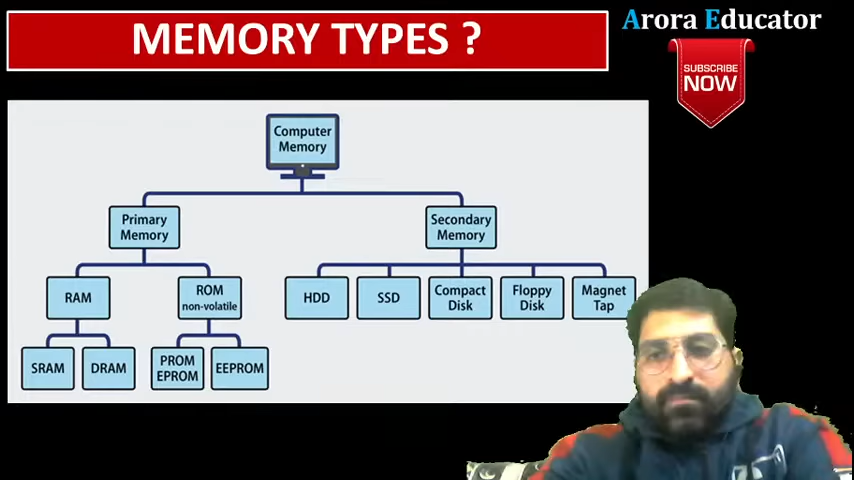 MEMORY TYPES ?
Arora Educator
SUBSCRIBE
NOW
Computer
Memory
Primary
Memory
Secondary
Memory
RAM
ROM
non-volatile
HDD
SSD
Compact
Disk
Floppy
Disk
Magnet
Tap
SRAM
DRAM
PROM
EPROM
EEPROM